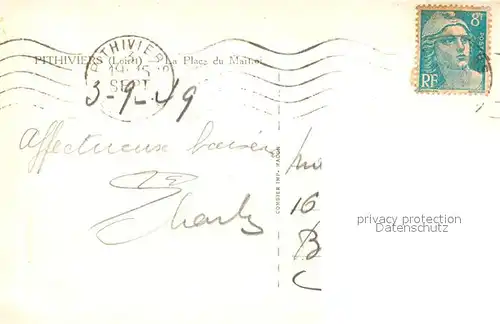 PITHIVIERS (Loiret) La Place du Martroi
PITHIVIERS
SEPT
3-9-49
8F
POSTES
RF
Affectueux baisers
Charles
COMBIER IMP. MACON
16
B
C
privacy protection
Datenschutz